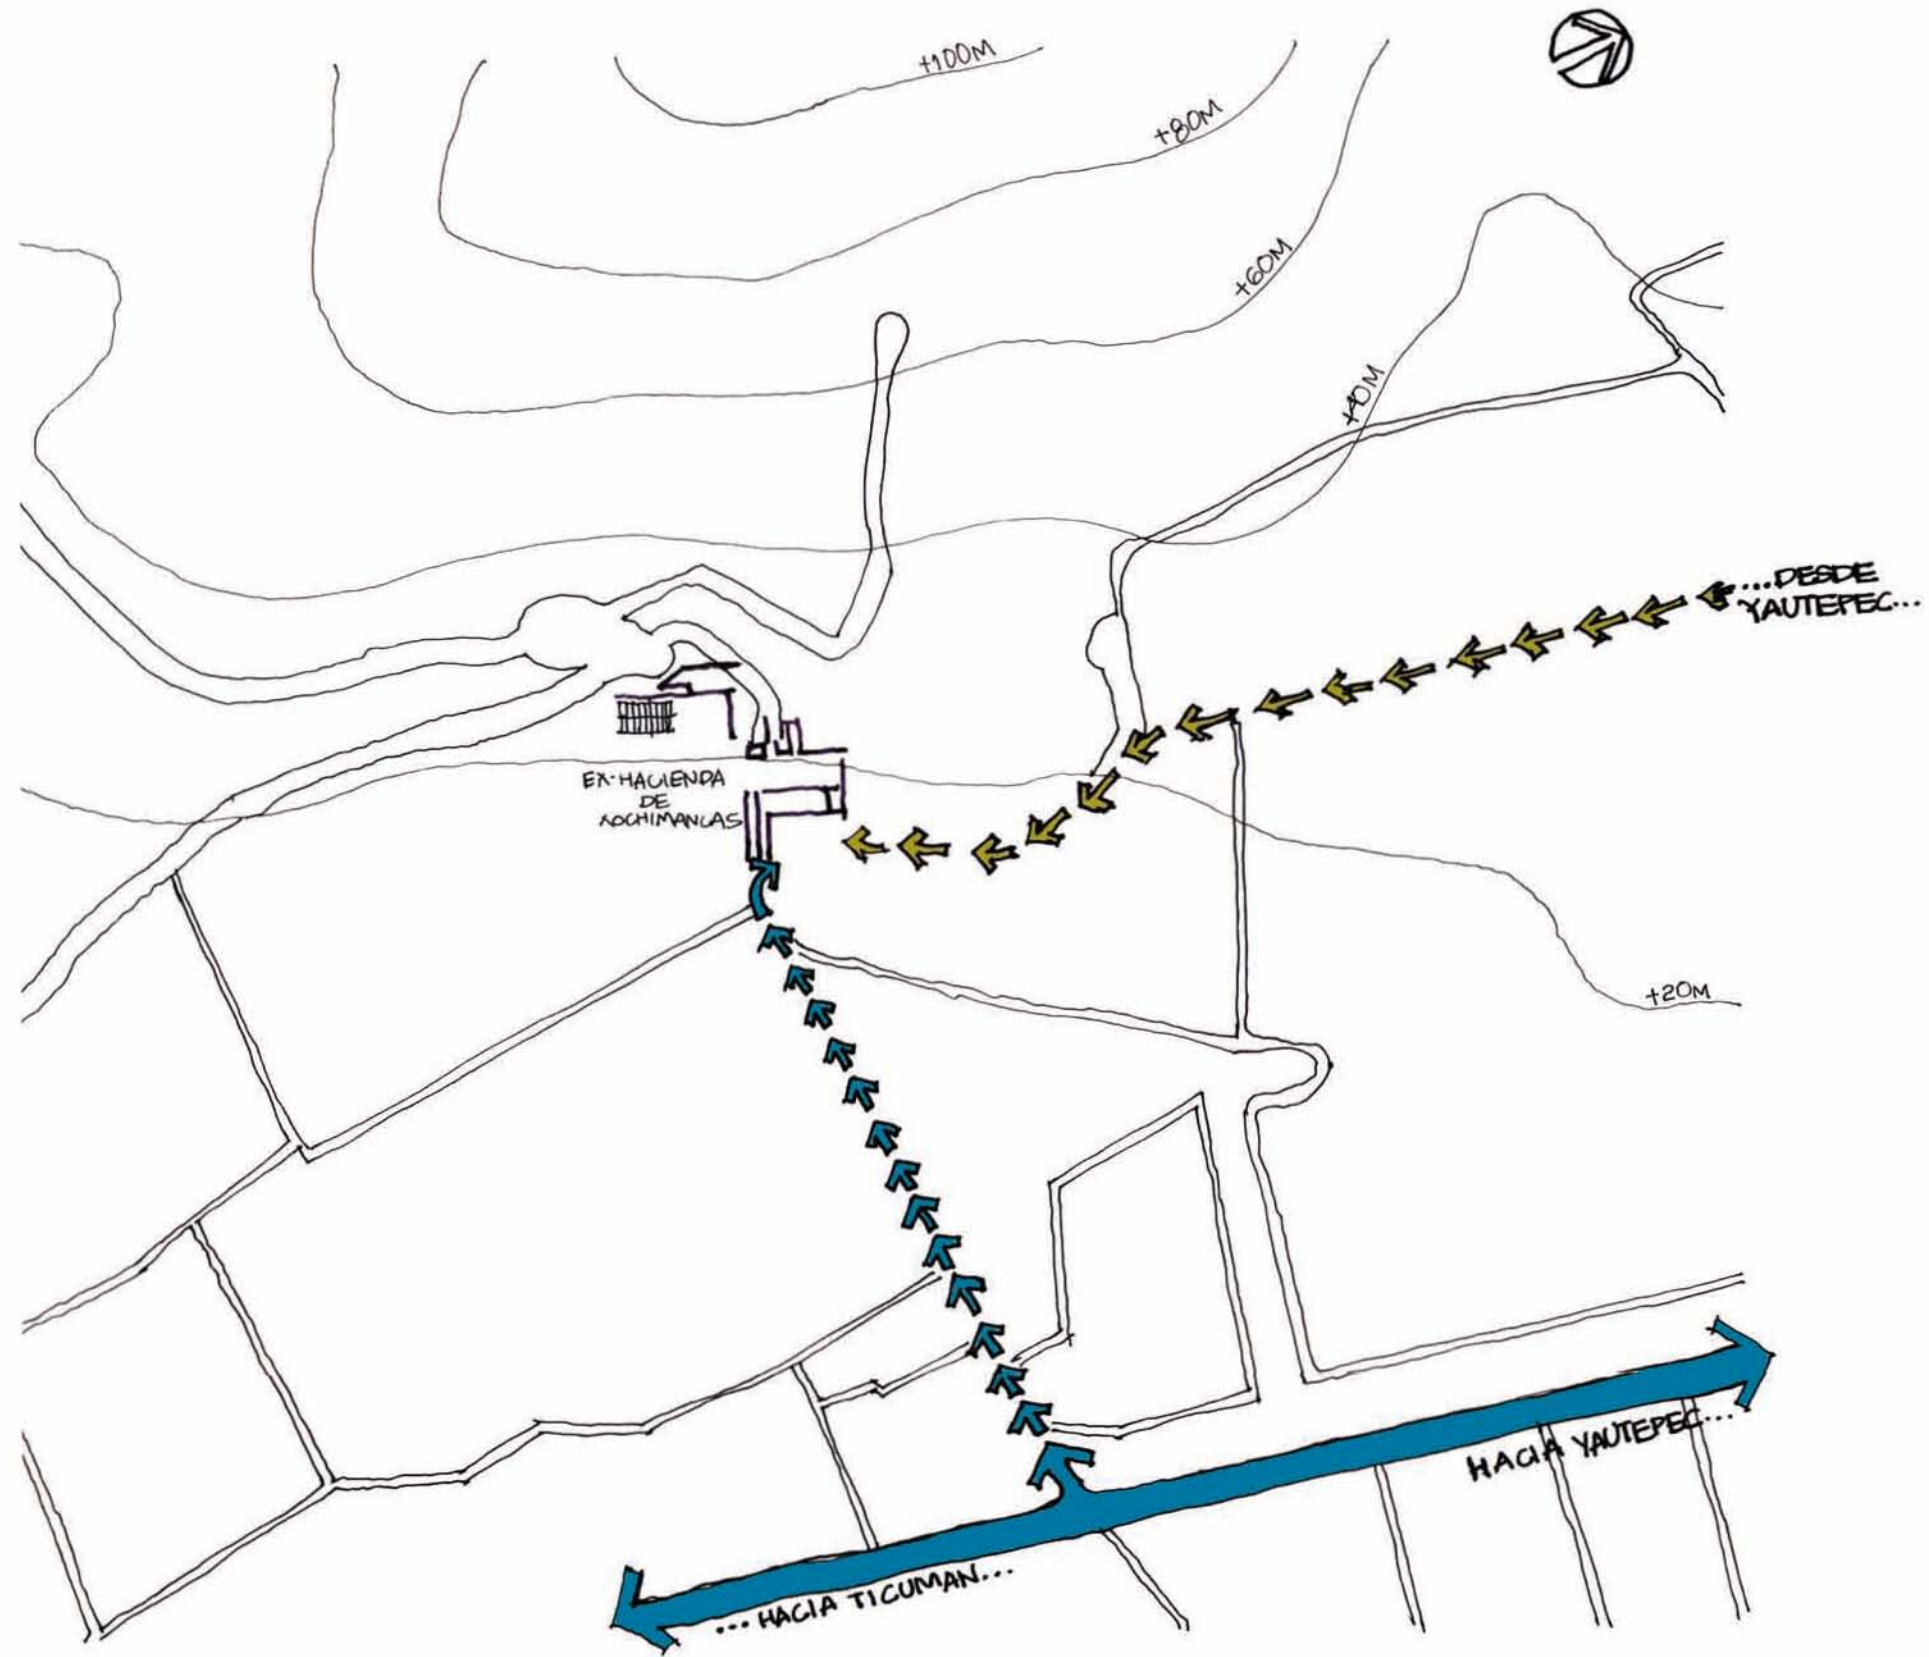 +100M
+80M
+60M
+40M
...DESDE
YAUTEPEC...
EX-HACIENDA
DE
XOCHIMANCAS
+20M
HACIA YAUTEPEC...
... HACIA TICUMAN...